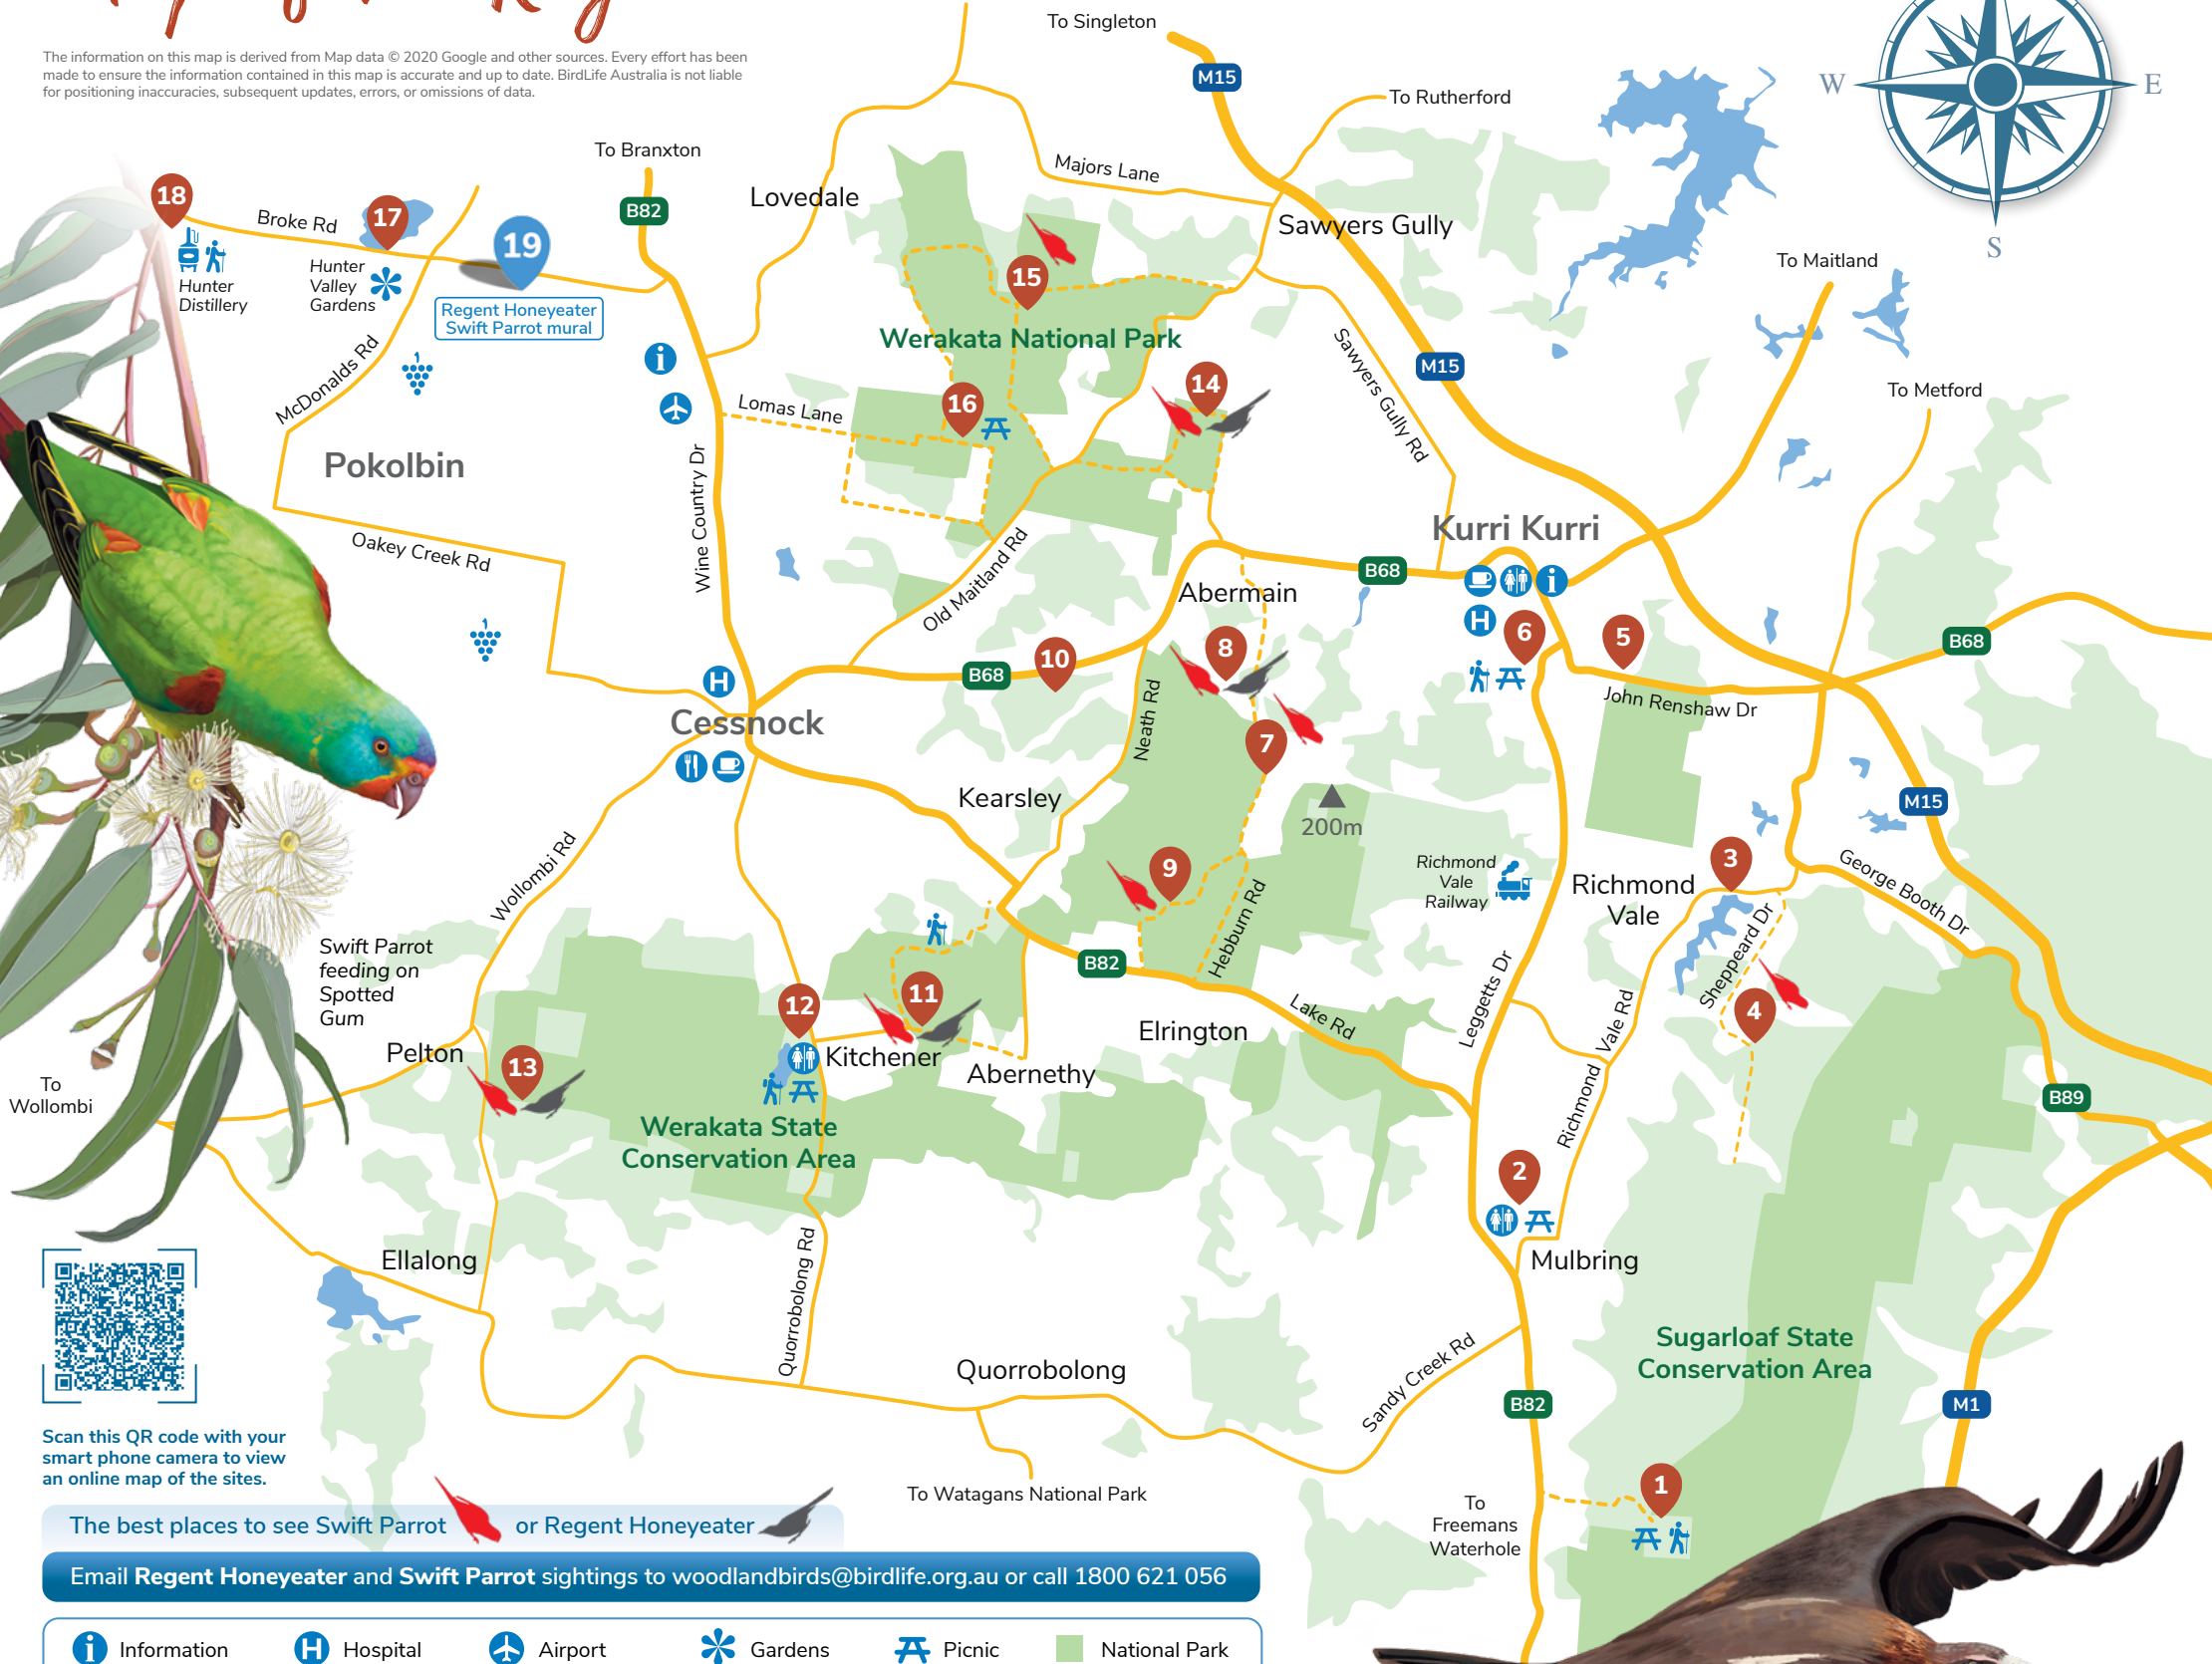 The information on this map is derived from Map data © 2020 Google and other sources. Every effort has been
made to ensure the information contained in this map is accurate and up to date. BirdLife Australia is not liable
for positioning inaccuracies, subsequent updates, errors, or omissions of data.
To Singleton
M15
To Rutherford
W
E
S
To Branxton
B82
Lovedale
Majors Lane
Sawyers Gully
18
Broke Rd
17
19
Hunter
Distillery
Hunter
Valley
Gardens
Regent Honeyeater
Swift Parrot mural
15
To Maitland
Werakata National Park
McDonalds Rd
Sawyers Gully Rd
M15
14
To Metford
16
Lomas Lane
Pokolbin
Wine Country Dr
Oakey Creek Rd
Kurri Kurri
Old Maitland Rd
B68
Abermain
6
5
B68
8
10
B68
John Renshaw Dr
Neath Rd
Cessnock
7
Kearsley
200m
M15
Wollombi Rd
9
Richmond
Vale
Railway
Richmond
Vale
3
George Booth Dr
Hebburn Rd
Sheppeard Dr
Swift Parrot
feeding on
Spotted
Gum
B82
Leggetts Dr
12
11
4
Lake Rd
Elrington
Richmond Vale Rd
Pelton
13
Kitchener
Abernethy
To
Wollombi
B89
Werakata State
Conservation Area
2
Mulbring
Ellalong
Quorrobolong Rd
Quorrobolong
Sandy Creek Rd
Sugarloaf State
Conservation Area
B82
M1
Scan this QR code with your
smart phone camera to view
an online map of the sites.
To Watagans National Park
1
To
Freemans
Waterhole
The best places to see Swift Parrot or Regent Honeyeater
Email Regent Honeyeater and Swift Parrot sightings to woodlandbirds@birdlife.org.au or call 1800 621 056
i Information
H Hospital
Airport
Gardens
Picnic
National Park